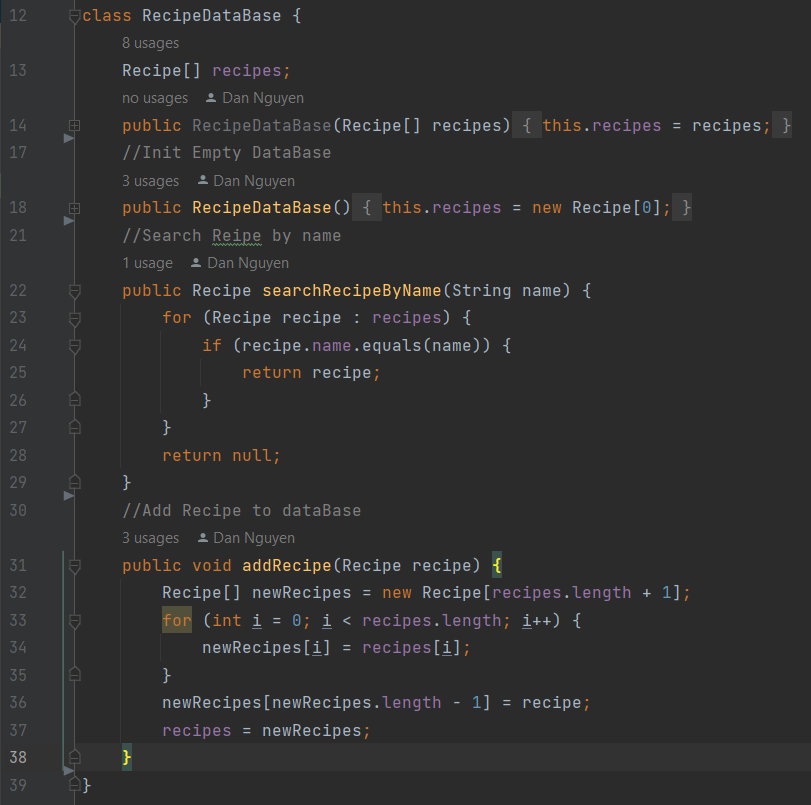 12 class RecipeDataBase {
8 usages
13 Recipe[] recipes;
no usages Dan Nguyen
14 public RecipeDataBase(Recipe[] recipes) { this.recipes = recipes; }
17 //Init Empty DataBase
3 usages Dan Nguyen
18 public RecipeDataBase() { this.recipes = new Recipe[0]; }
21 //Search Reipe by name
1 usage Dan Nguyen
22 public Recipe searchRecipeByName(String name) {
23 for (Recipe recipe : recipes) {
24 if (recipe.name.equals(name)) {
25 return recipe;
26 }
27 }
28 return null;
29 }
30 //Add Recipe to dataBase
3 usages Dan Nguyen
31 public void addRecipe(Recipe recipe) {
32 Recipe[] newRecipes = new Recipe[recipes.length + 1];
33 for (int i = 0; i < recipes.length; i++) {
34 newRecipes[i] = recipes[i];
35 }
36 newRecipes[newRecipes.length - 1] = recipe;
37 recipes = newRecipes;
38 }
39 }